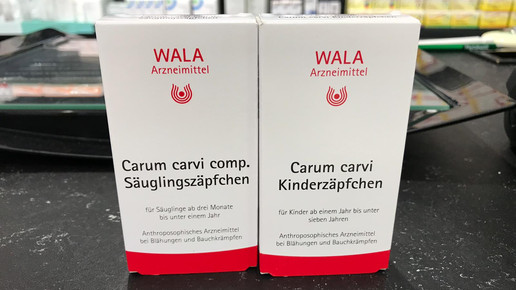 WALA
Arzneimittel
Carum carvi comp.
Säuglingszäpfchen
für Säuglinge ab drei Monate
bis unter einem Jahr
Anthroposophisches Arzneimittel
bei Blähungen und Bauchkrämpfen
WALA
Arzneimittel
Carum carvi
Kinderzäpfchen
für Kinder ab einem Jahr bis unter
sieben Jahren
Anthroposophisches Arzneimittel
bei Blähungen und Bauchkrämpfen